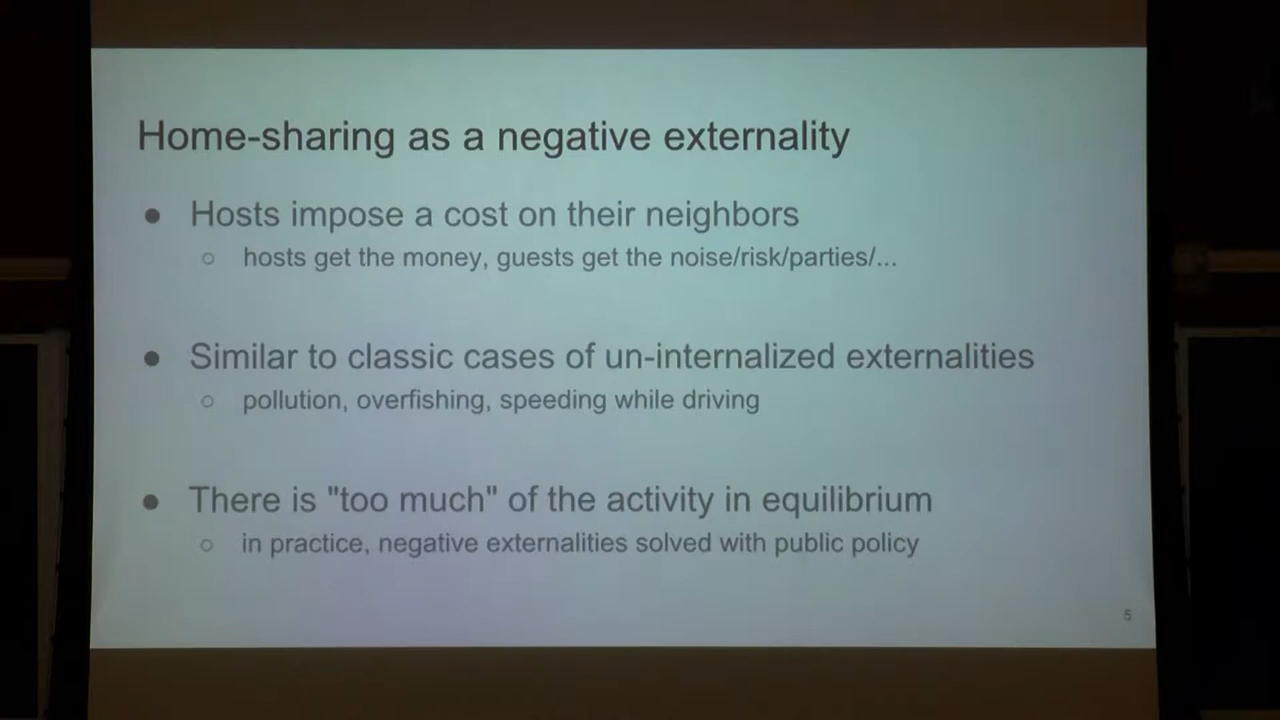 Home-sharing as a negative externality
● Hosts impose a cost on their neighbors
○ hosts get the money, guests get the noise/risk/parties/...
● Similar to classic cases of un-internalized externalities
○ pollution, overfishing, speeding while driving
● There is "too much" of the activity in equilibrium
○ in practice, negative externalities solved with public policy
5